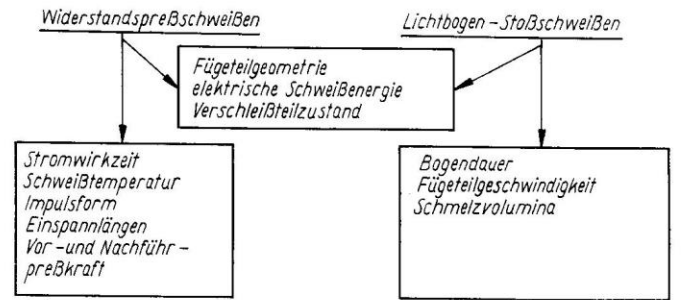 Widerstandspreßschweißen
Lichtbogen-Stoßschweißen
Fügeteilgeometrie
elektrische Schweißenergie
Verschleißteilzustand
Stromwirkzeit
Schweißtemperatur
Impulsform
Einspannlängen
Vor-und Nachführ-
preßkraft
Bogendauer
Fügeteilgeschwindigkeit
Schmelzvolumina